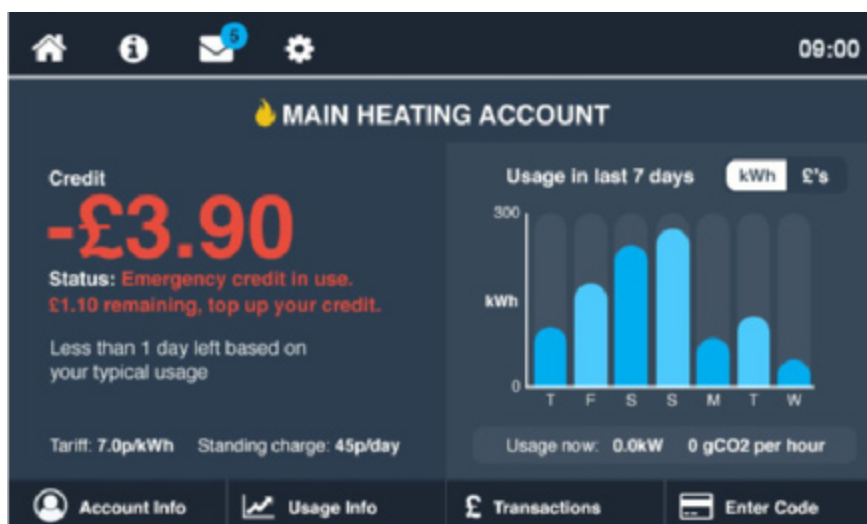 5
09:00
MAIN HEATING ACCOUNT
Credit
-£3.90
Status: Emergency credit in use.
£1.10 remaining, top up your credit.
Less than 1 day left based on
your typical usage
Tariff: 7.0p/kWh Standing charge: 45p/day
Usage in last 7 days kWh £'s
300
kWh
0
T F S S M T W
Usage now: 0.0kW 0 gCO2 per hour
Account Info Usage Info £ Transactions Enter Code